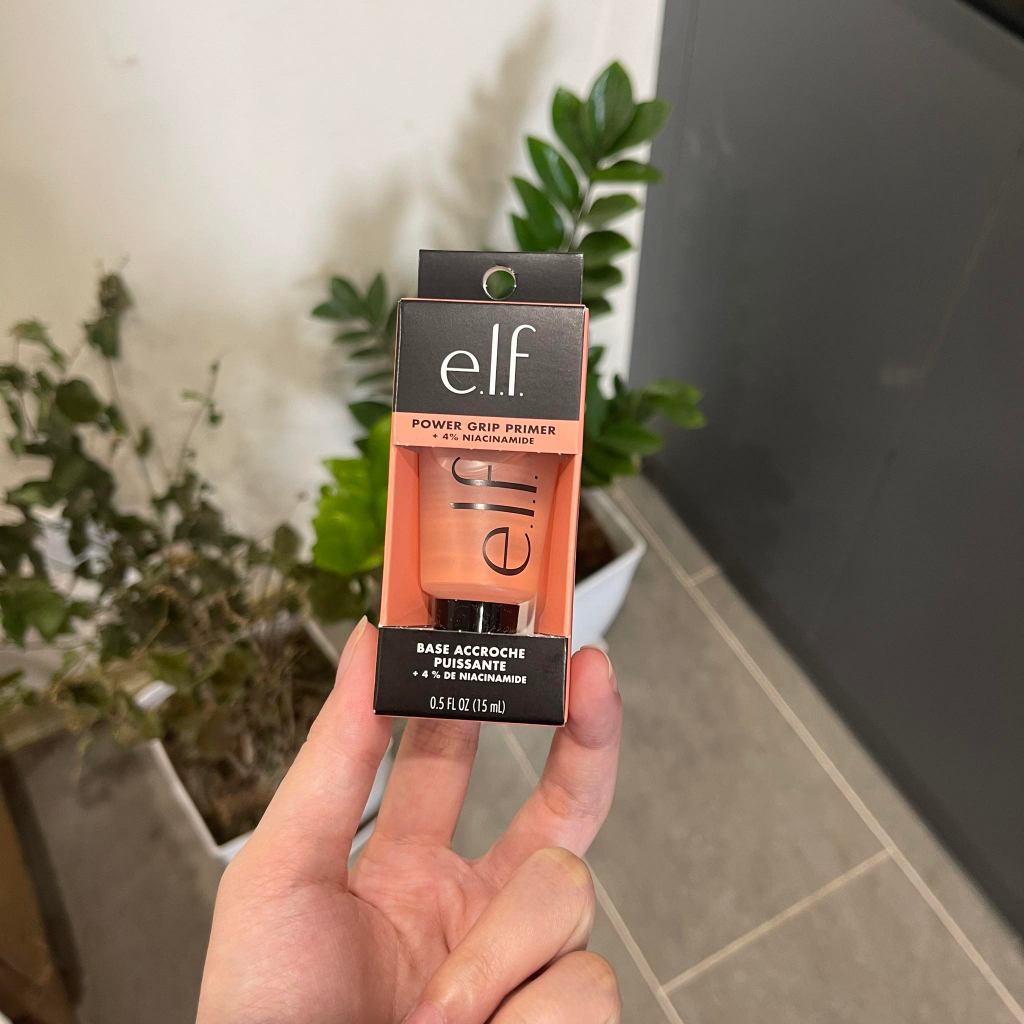 e.l.f.
POWER GRIP PRIMER
+ 4% NIACINAMIDE
e.l.f.
BASE ACCROCHE
PUISSANTE
+ 4 % DE NIACINAMIDE
0.5 FL OZ (15 mL)